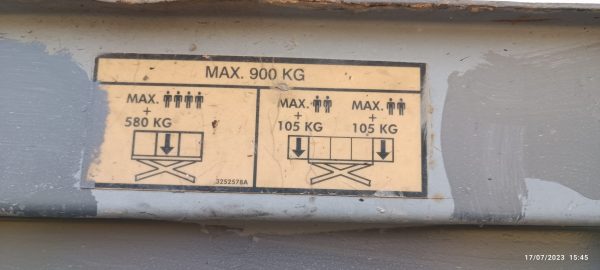 MAX. 900 KG
MAX.
+
580 KG
MAX. MAX.
+ +
105 KG 105 KG
3252578A
17/07/2023 15:45